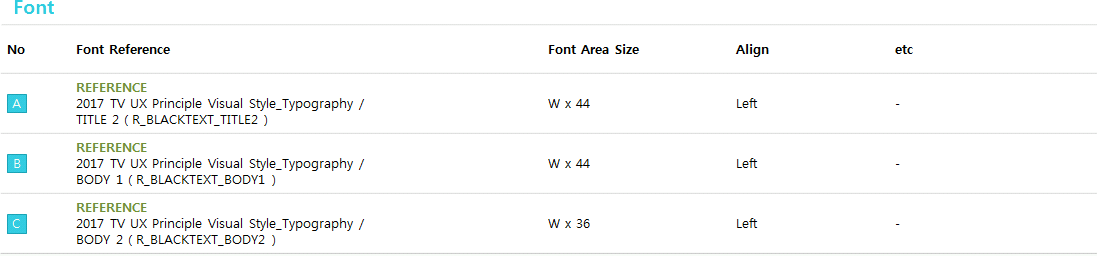 Font
No Font Reference Font Area Size Align etc
REFERENCE
A 2017 TV UX Principle Visual Style_Typography / W x 44 Left -
TITLE 2 ( R_BLACKTEXT_TITLE2 )
REFERENCE
B 2017 TV UX Principle Visual Style_Typography / W x 44 Left -
BODY 1 ( R_BLACKTEXT_BODY1 )
REFERENCE
C 2017 TV UX Principle Visual Style_Typography / W x 36 Left -
BODY 2 ( R_BLACKTEXT_BODY2 )